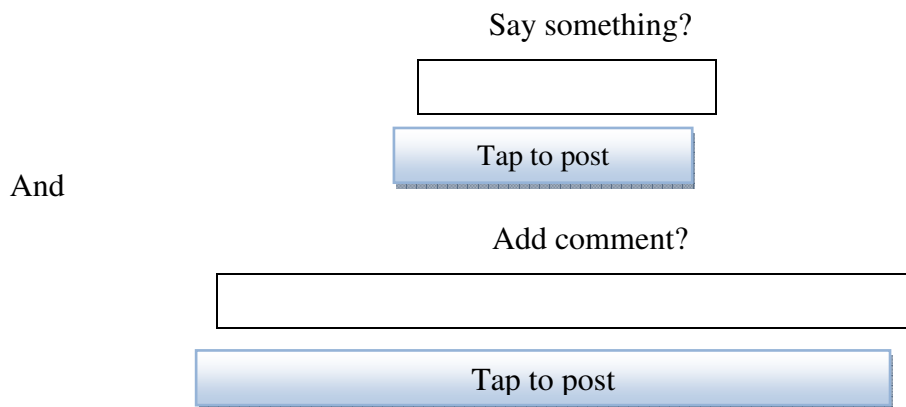 Say something?
Tap to post
And
Add comment?
Tap to post